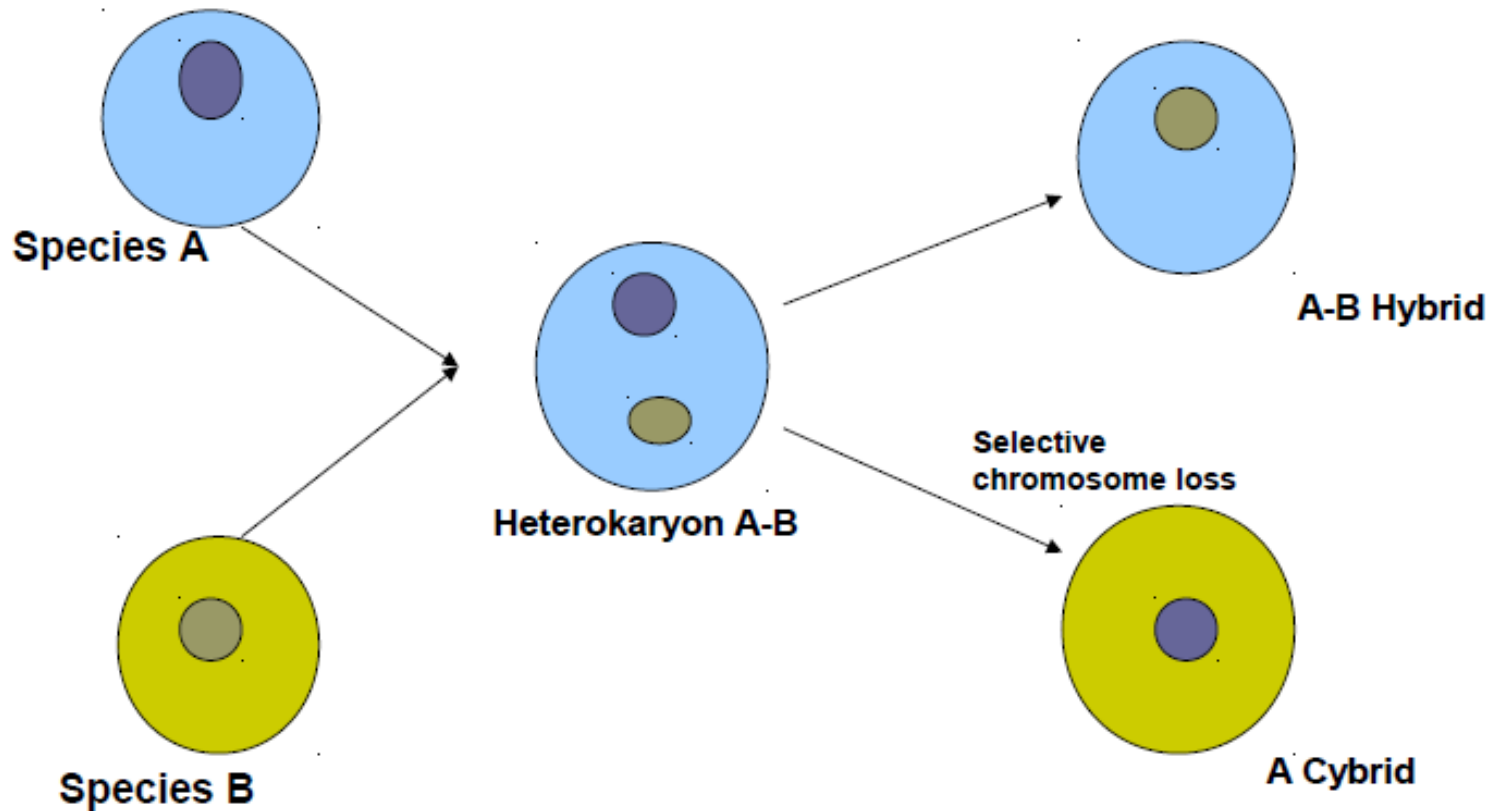 Species A
A-B Hybrid
Selective
chromosome loss
Heterokaryon A-B
Species B
A Cybrid